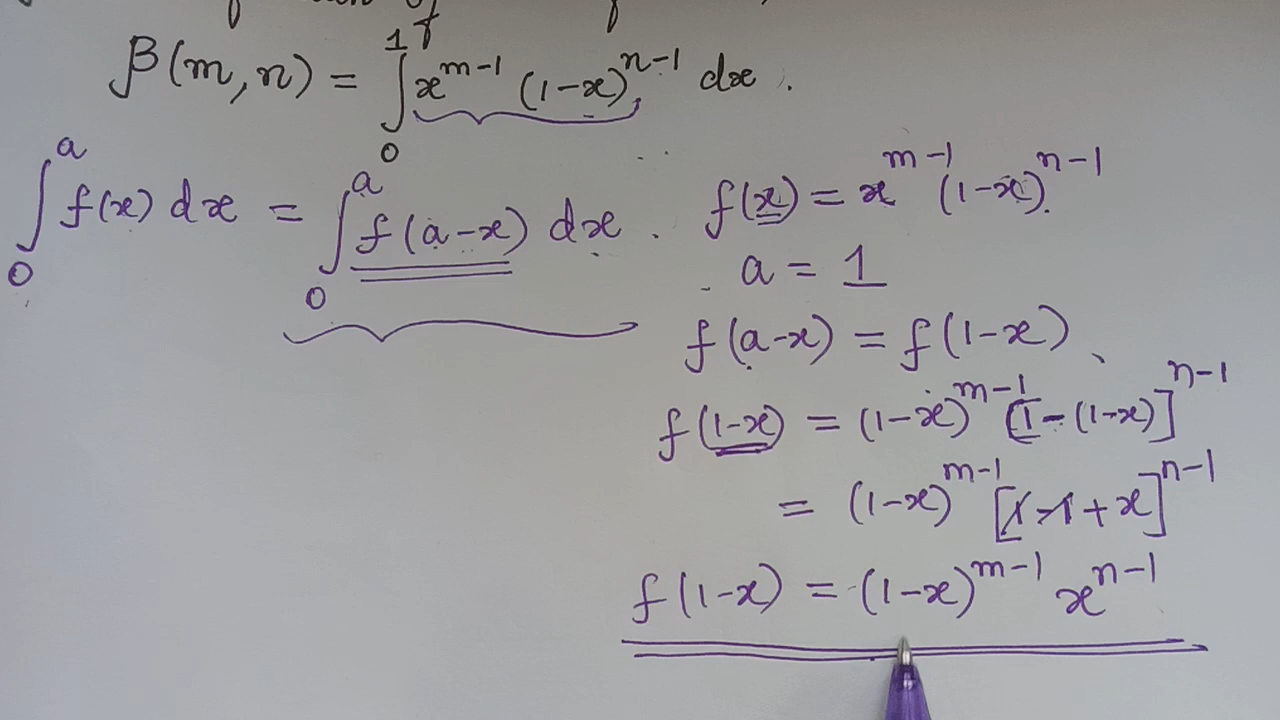 β(m,n) = ∫₀¹ x^{m-1} (1-x)^{n-1} dx .
∫₀ᵃ f(x) dx = ∫₀ᵃ f(a-x) dx .
f(x) = x^{m-1} (1-x)^{n-1}
a = 1
f(a-x) = f(1-x)
f(1-x) = (1-x)^{m-1} [1-(1-x)]^{n-1}
= (1-x)^{m-1} [1-1+x]^{n-1}
f(1-x) = (1-x)^{m-1} x^{n-1}